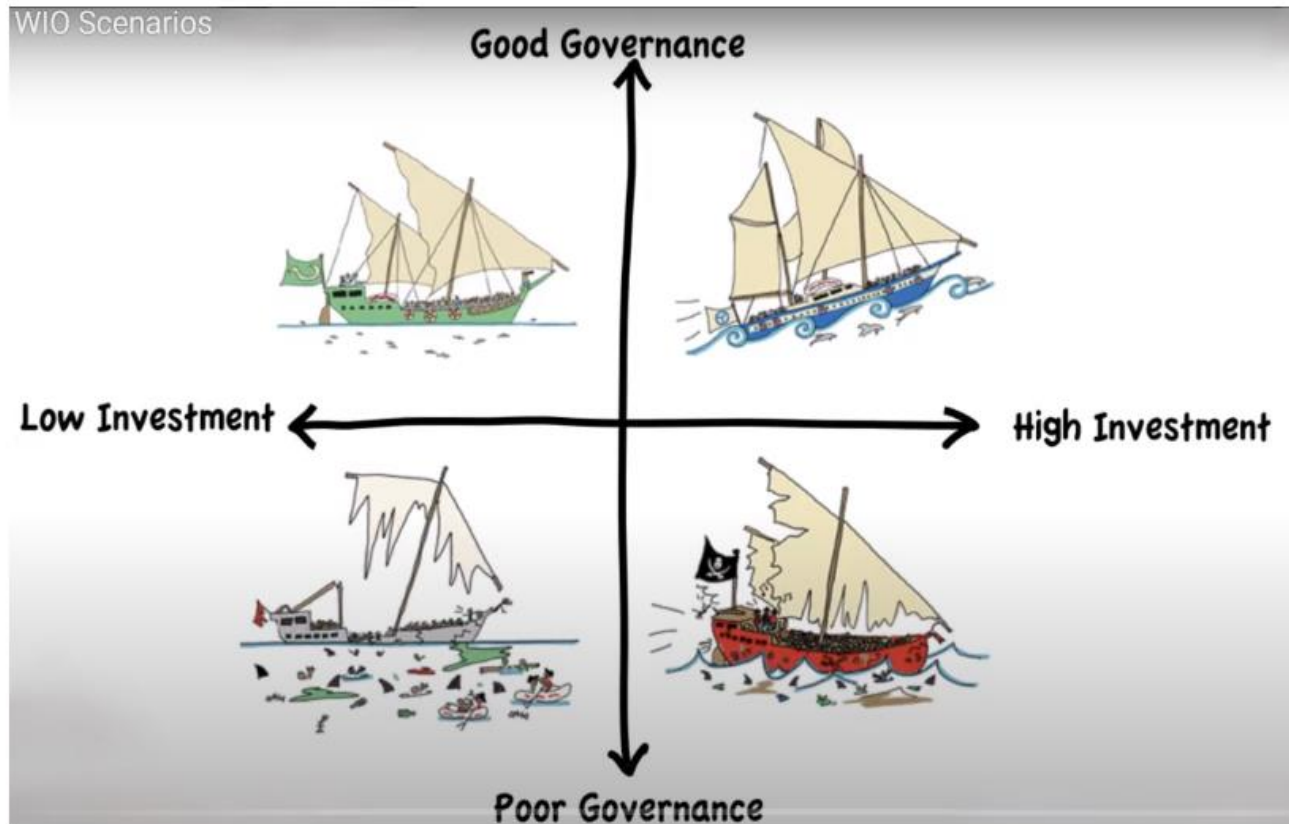 WIO Scenarios
Good Governance
Low Investment
High Investment
Poor Governance